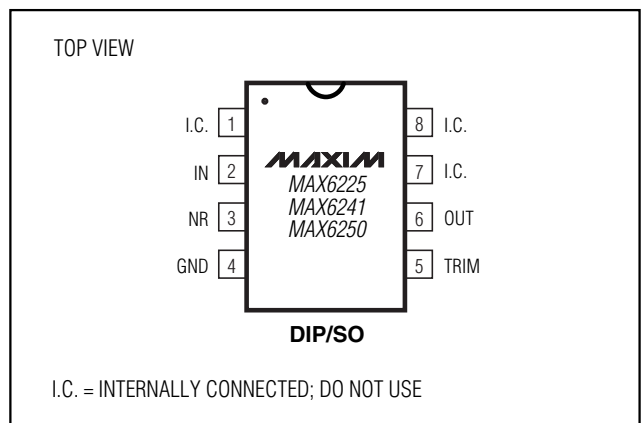 TOP VIEW
I.C. 1
8 I.C.
IN 2
MAXIM
7 I.C.
MAX6225
NR 3
MAX6241
6 OUT
MAX6250
GND 4
5 TRIM
DIP/SO
I.C. = INTERNALLY CONNECTED; DO NOT USE